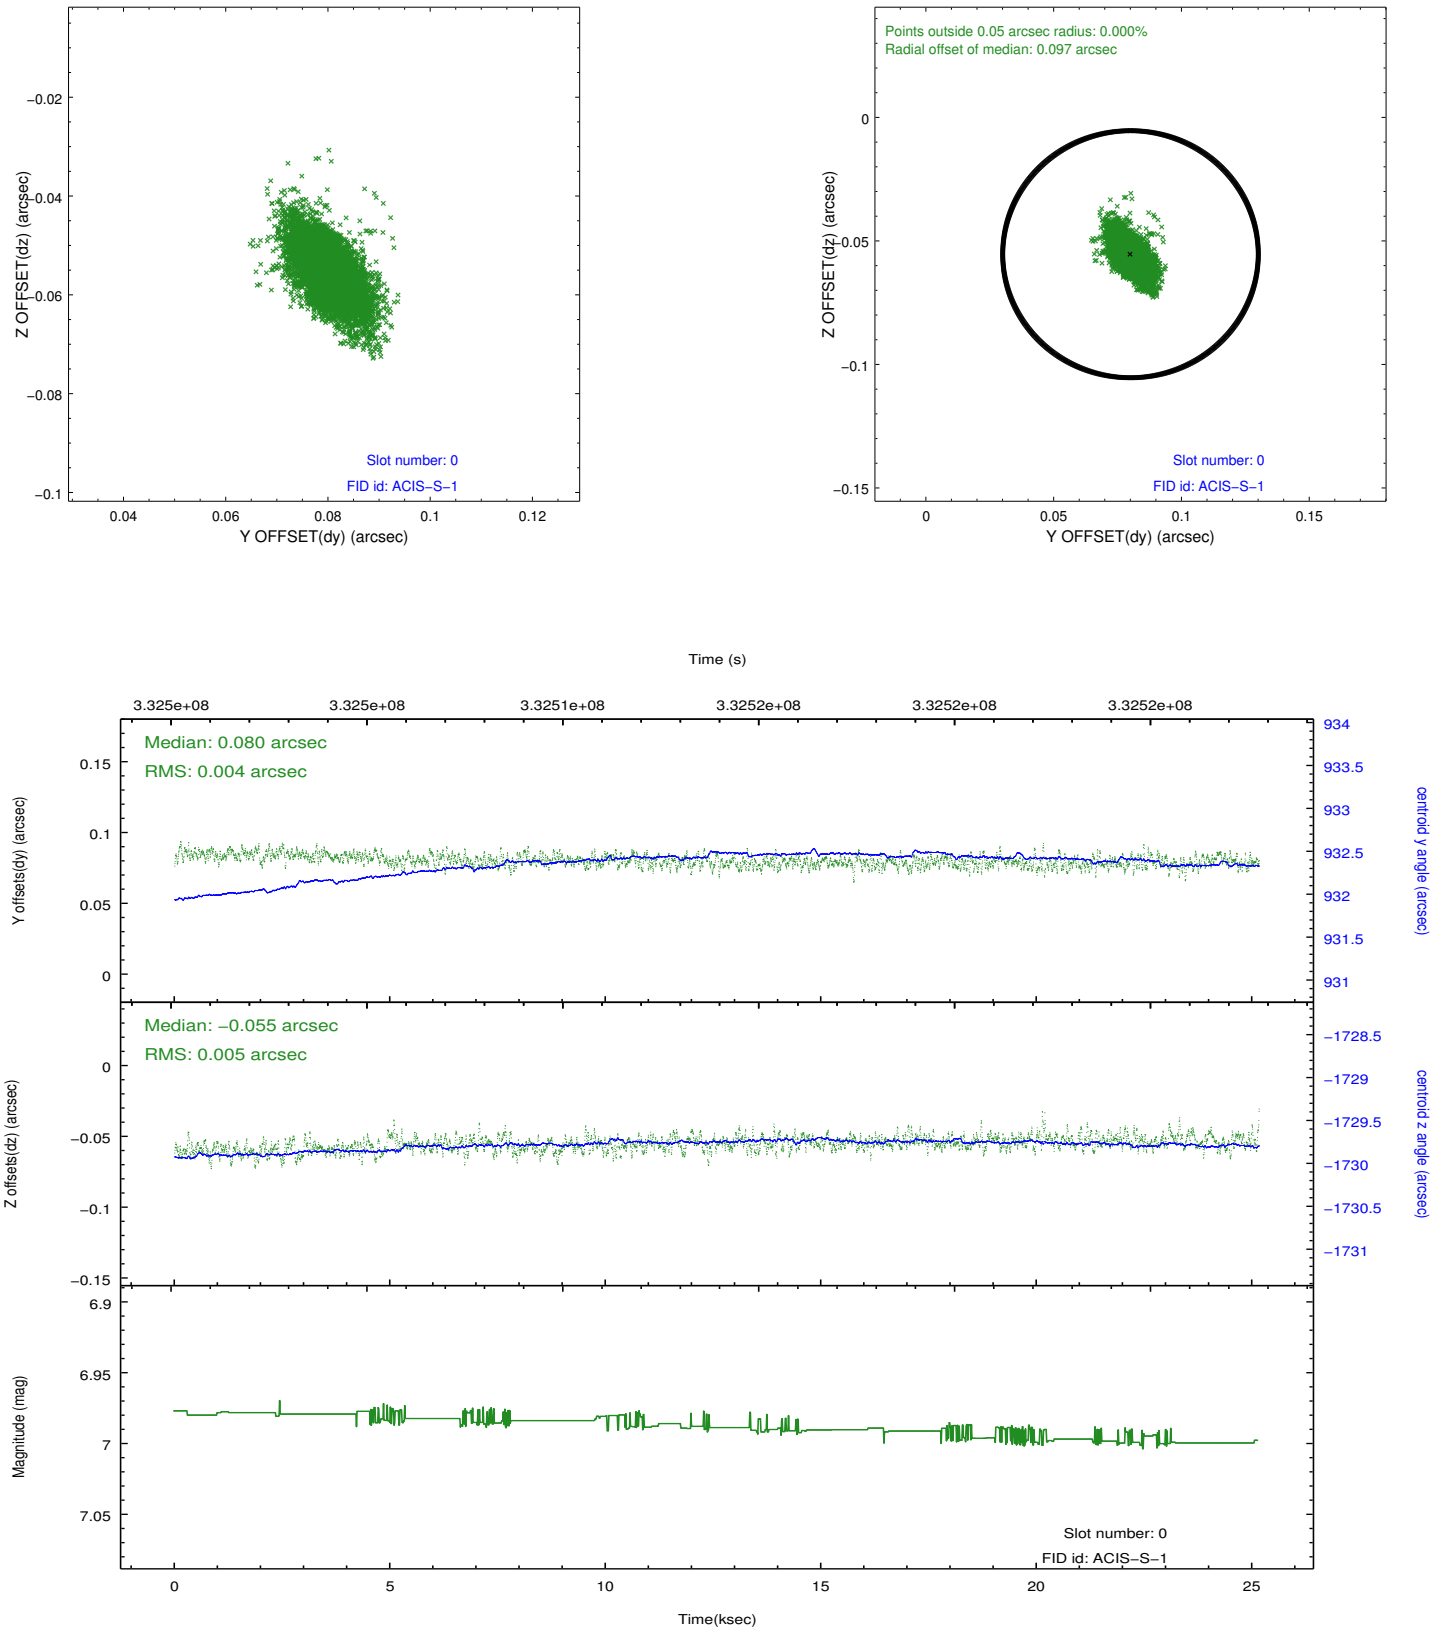 −0.02
−0.04
−0.06
−0.08
−0.1
Z OFFSET(dz) (arcsec)
Slot number: 0
FID id: ACIS−S−1
0.04 0.06 0.08 0.1 0.12
Y OFFSET(dy) (arcsec)
Points outside 0.05 arcsec radius: 0.000%
Radial offset of median: 0.097 arcsec
0
−0.05
−0.1
−0.15
Z OFFSET(dz) (arcsec)
Slot number: 0
FID id: ACIS−S−1
0 0.05 0.1 0.15
Y OFFSET(dy) (arcsec)
Time (s)
3.325e+08 3.325e+08 3.3251e+08 3.3252e+08 3.3252e+08 3.3252e+08
Median: 0.080 arcsec
RMS: 0.004 arcsec
0.15
0.1
0.05
0
Y offsets(dy) (arcsec)
934
933.5
933
932.5
932
931.5
931
centroid y angle (arcsec)
Median: −0.055 arcsec
RMS: 0.005 arcsec
0
−0.05
−0.1
−0.15
Z offsets(dz) (arcsec)
−1728.5
−1729
−1729.5
−1730
−1730.5
−1731
centroid z angle (arcsec)
6.9
6.95
7
7.05
Magnitude (mag)
Slot number: 0
FID id: ACIS−S−1
0 5 10 15 20 25
Time(ksec)